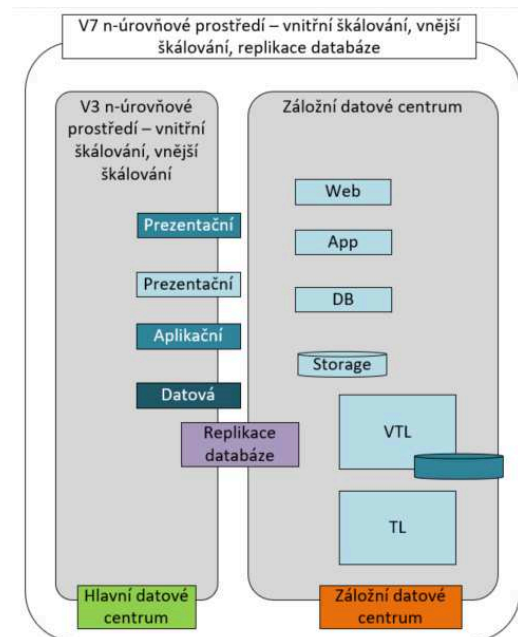 V7 n-úrovňové prostředí – vnitřní škálování, vnější
škálování, replikace databáze
V3 n-úrovňové
prostředí – vnitřní
škálování, vnější
škálování
Prezentační
Prezentační
Aplikační
Datová
Replikace
databáze
Hlavní datové
centrum
Záložní datové centrum
Web
App
DB
Storage
VTL
TL
Záložní datové
centrum